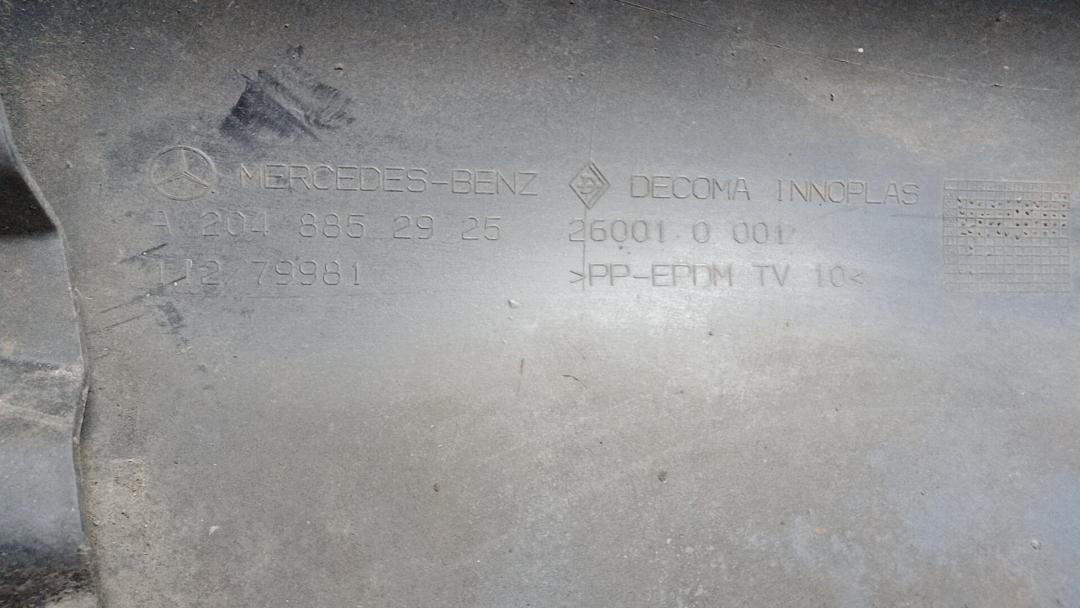 MERCEDES-BENZ
A 204 885 29 25
79981
DECOMA INNOPLAS
26001 0 001
>PP-EPDM TV 10<